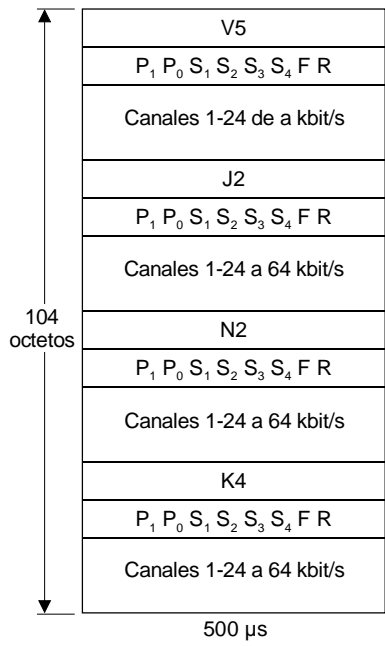 V5
P₁ P₀ S₁ S₂ S₃ S₄ F R
Canales 1-24 de a kbit/s
J2
P₁ P₀ S₁ S₂ S₃ S₄ F R
Canales 1-24 a 64 kbit/s
104
octetos
N2
P₁ P₀ S₁ S₂ S₃ S₄ F R
Canales 1-24 a 64 kbit/s
K4
P₁ P₀ S₁ S₂ S₃ S₄ F R
Canales 1-24 a 64 kbit/s
500 µs